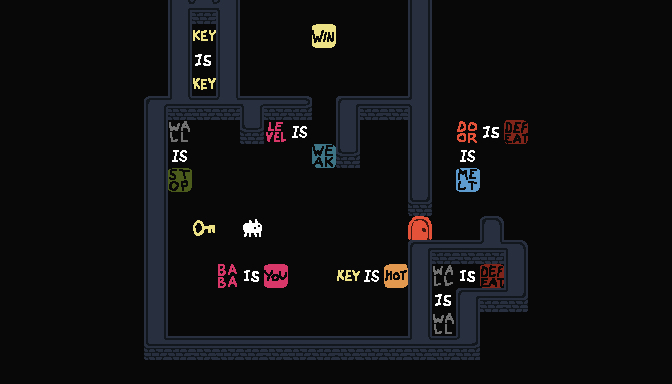 KEY
IS
KEY
WIN
WALL
IS
STOP
LEVEL IS
WEAK
DOOR IS DEFEAT
IS
MELT
BABA IS YOU
KEY IS HOT
WALL IS DEFEAT
IS
WALL